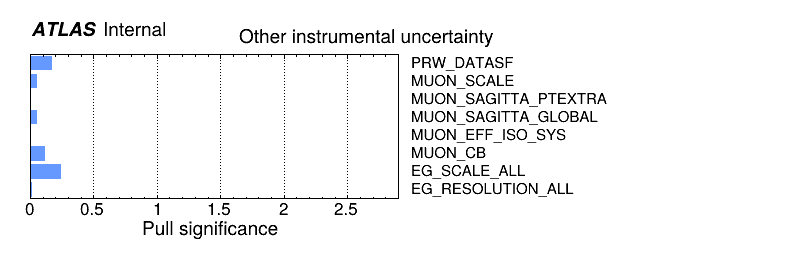 ATLAS Internal
Other instrumental uncertainty
PRW_DATASF
MUON_SCALE
MUON_SAGITTA_PTEXTRA
MUON_SAGITTA_GLOBAL
MUON_EFF_ISO_SYS
MUON_CB
EG_SCALE_ALL
EG_RESOLUTION_ALL
0 0.5 1 1.5 2 2.5
Pull significance